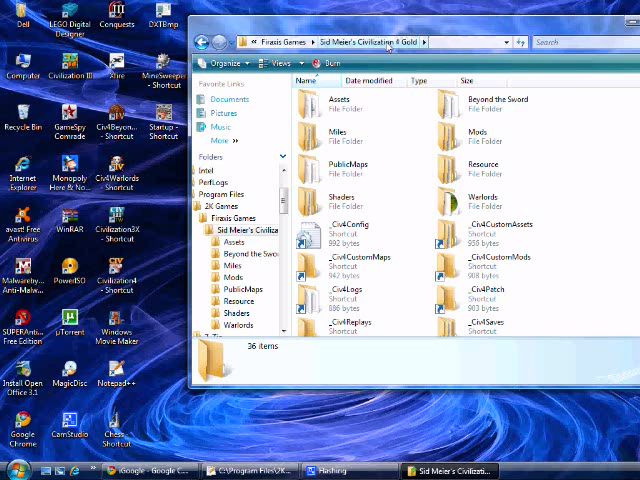 Dell
LEGO Digital
Designer
Conquests
DXTBmp
Computer
Civilization III
Xfire
MineSweeper
- Shortcut
Recycle Bin
GameSpy
Comrade
Civ4Beyon...
- Shortcut
Startup -
Shortcut
Internet
Explorer
Monopoly
Here & No...
Civ4Warlords
- Shortcut
avast! Free
Antivirus
WinRAR
Civilization3X
- Shortcut
Malwareby...
Anti-Malw...
PowerISO
Civilization4
- Shortcut
SUPERAnti...
Free Edition
µTorrent
Windows
Movie Maker
Install Open
Office 3.1
MagicDisc
Notepad++
Google
Chrome
CamStudio
Chess -
Shortcut
« Firaxis Games
Sid Meier's Civilization 4 Gold
Search
Organize
Views
Burn
Favorite Links
Documents
Pictures
Music
More »
Folders
Intel
PerfLogs
Program Files
2K Games
Firaxis Games
Sid Meier's Civiliza
Assets
Beyond the Swo
Miles
Mods
PublicMaps
Resource
Shaders
Warlords
Name
Date modified
Type
Size
Assets
File Folder
Beyond the Sword
File Folder
Miles
File Folder
Mods
File Folder
PublicMaps
File Folder
Resource
File Folder
Shaders
File Folder
Warlords
File Folder
_Civ4Config
Shortcut
992 bytes
_Civ4CustomAssets
Shortcut
956 bytes
_Civ4CustomMaps
Shortcut
942 bytes
_Civ4CustomMods
Shortcut
908 bytes
_Civ4Logs
Shortcut
886 bytes
_Civ4Patch
Shortcut
903 bytes
_Civ4Replays
Shortcut
_Civ4Saves
Shortcut
36 items
iGoogle - Google C...
C:\Program Files\2K...
Flashing
Sid Meier's Civilizati...